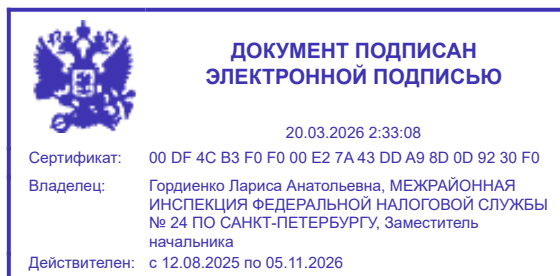 ДОКУМЕНТ ПОДПИСАН
ЭЛЕКТРОННОЙ ПОДПИСЬЮ
20.03.2026 2:33:08
Сертификат: 00 DF 4C B3 F0 F0 00 E2 7A 43 DD A9 8D 0D 92 30 F0
Владелец: Гордиенко Лариса Анатольевна, МЕЖРАЙОННАЯ
ИНСПЕКЦИЯ ФЕДЕРАЛЬНОЙ НАЛОГОВОЙ СЛУЖБЫ
№ 24 ПО САНКТ-ПЕТЕРБУРГУ, Заместитель
начальника
Действителен: с 12.08.2025 по 05.11.2026